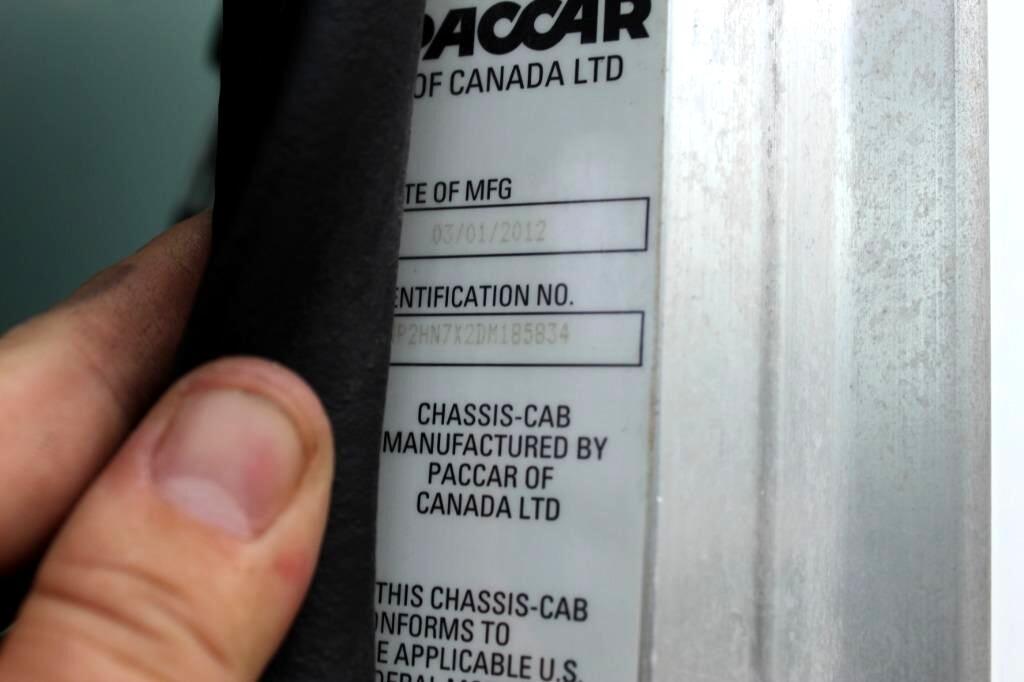 PACCAR
OF CANADA LTD
TE OF MFG
03/01/2012
ENTIFICATION NO.
P2HN7X2DM185834
CHASSIS-CAB
MANUFACTURED BY
PACCAR OF
CANADA LTD
THIS CHASSIS-CAB
ONFORMS TO
E APPLICABLE U.S.